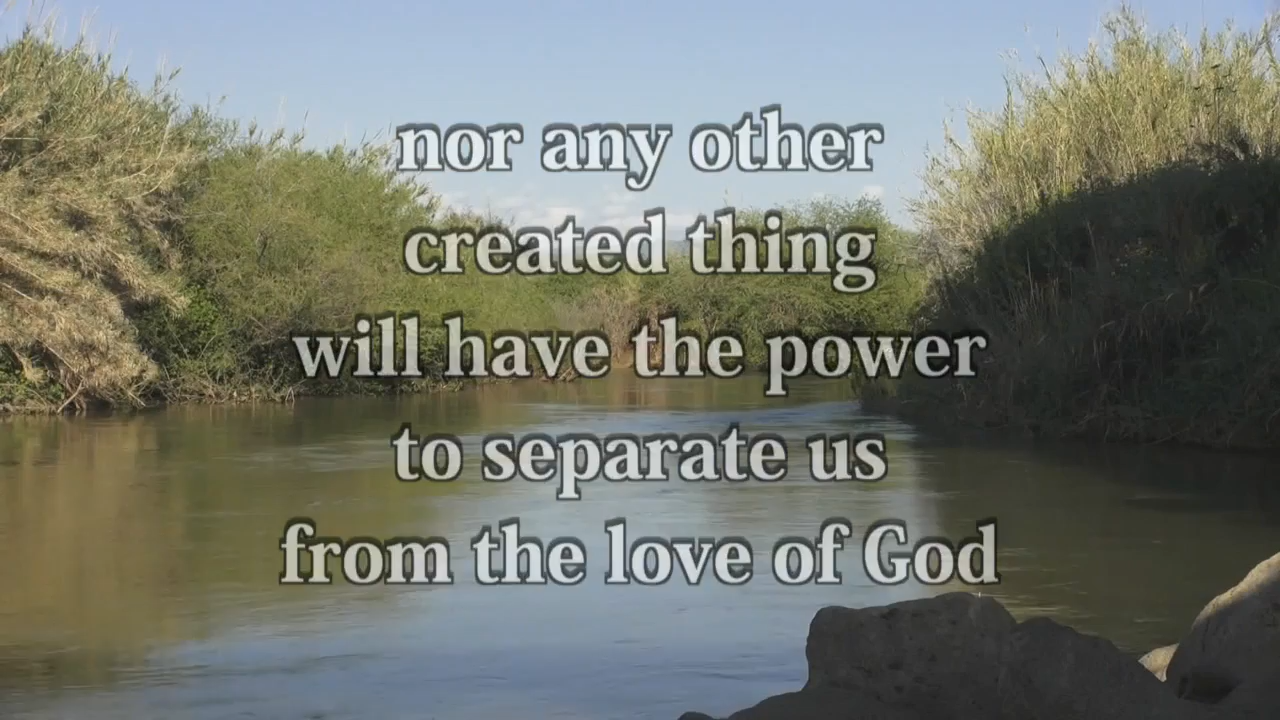 nor any other
created thing
will have the power
to separate us
from the love of God